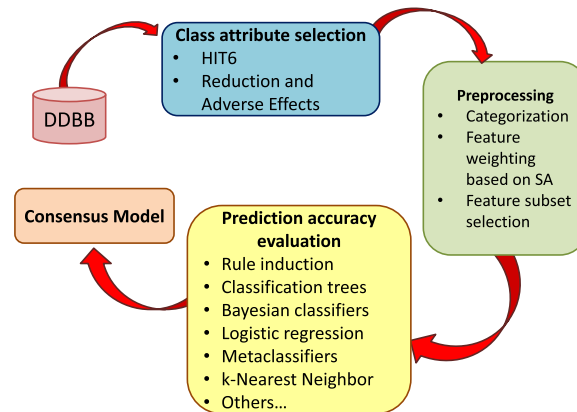 DDBB
Class attribute selection
• HIT6
• Reduction and
Adverse Effects
Preprocessing
• Categorization
• Feature
weighting
based on SA
• Feature subset
selection
Prediction accuracy
evaluation
• Rule induction
• Classification trees
• Bayesian classifiers
• Logistic regression
• Metaclassifiers
• k-Nearest Neighbor
• Others…
Consensus Model